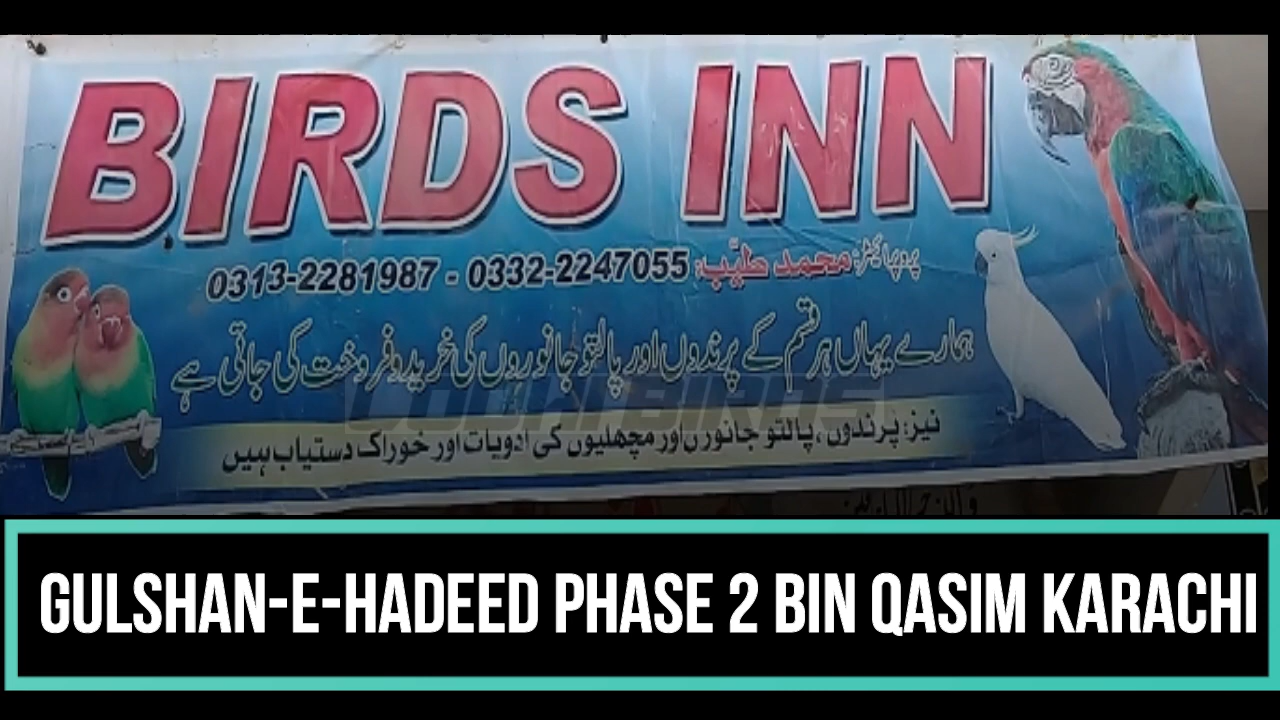 BIRDS INN
پروپرائیٹر: محمد طیّب: 0332-2247055 - 0313-2281987
ہمارے یہاں ہر قسم کے پرندوں اور پالتو جانوروں کی خرید و فروخت کی جاتی ہے
نیز: پرندوں، پالتو جانوروں اور مچھلیوں کی ادویات اور خوراک دستیاب ہیں
GULSHAN-E-HADEED PHASE 2 BIN QASIM KARACHI